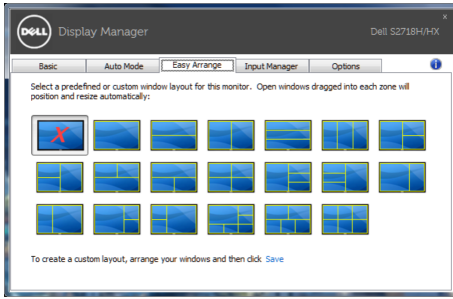 DELL Display Manager
×
Dell S2718H/HX
Basic Auto Mode Easy Arrange Input Manager Options i
Select a predefined or custom window layout for this monitor. Open windows dragged into each zone will
position and resize automatically:
X
To create a custom layout, arrange your windows and then click Save